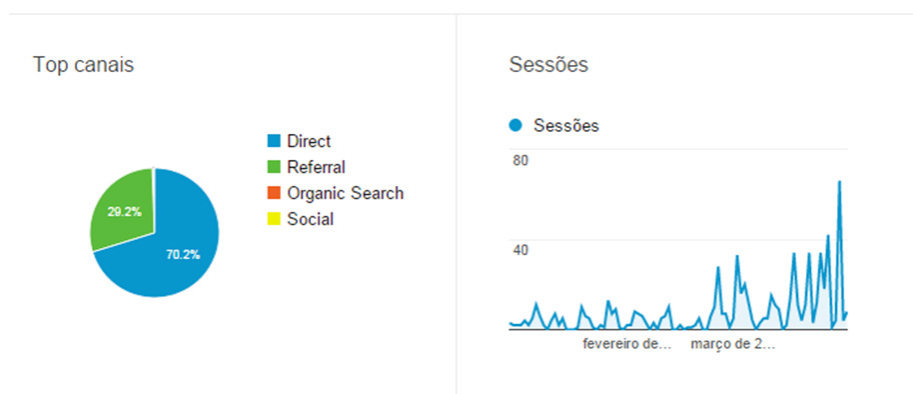 Top canais
Direct
Referral
Organic Search
Social
29.2%
70.2%
Sessões
Sessões
80
40
fevereiro de...
março de 2...